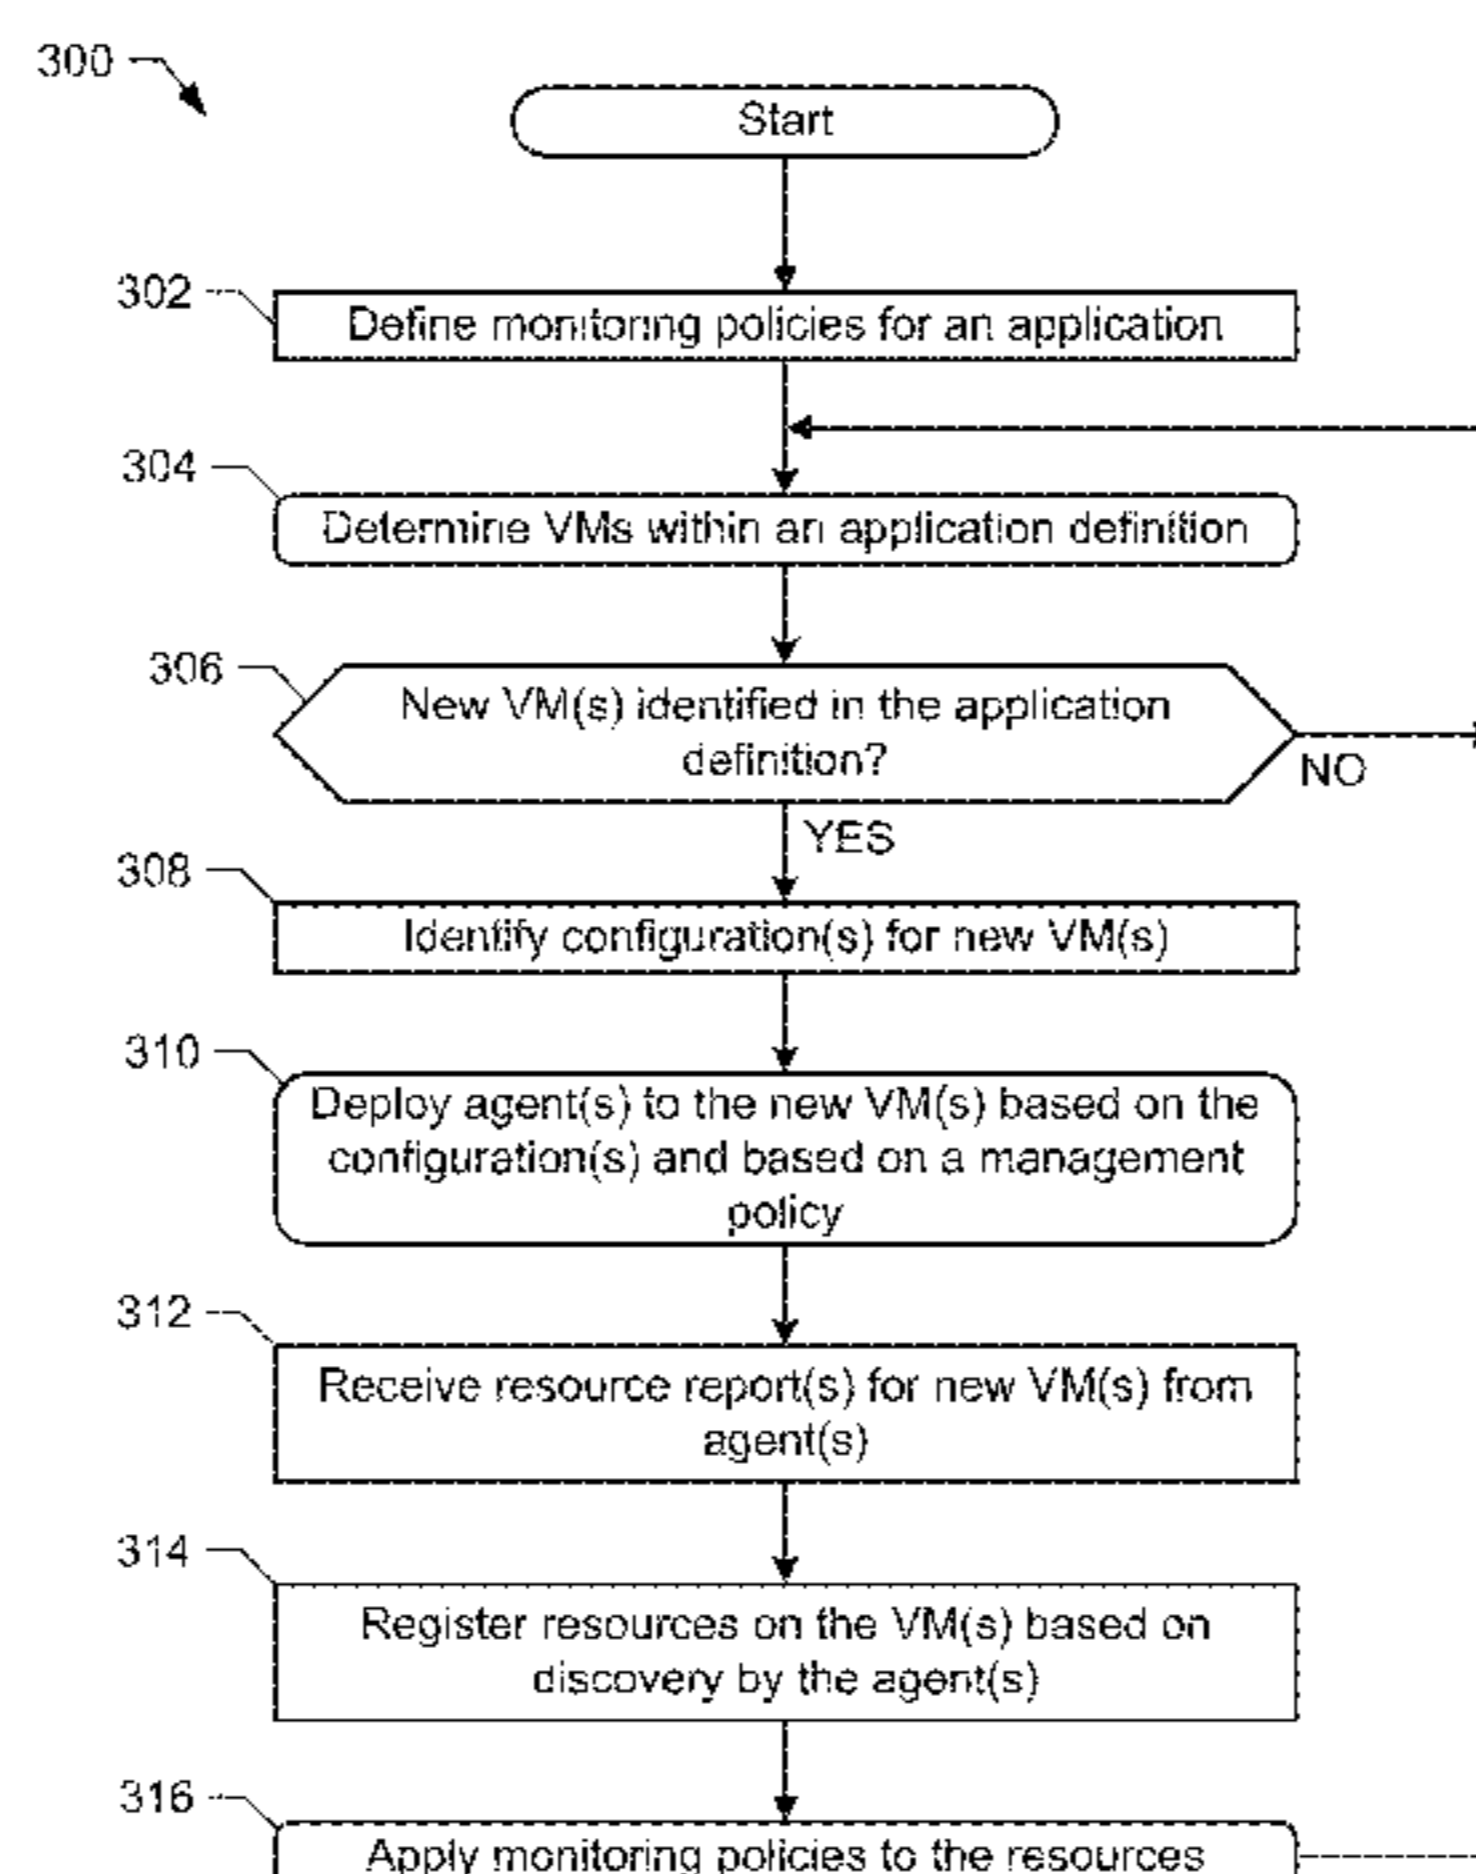 300
Start
302
Define monitoring policies for an application
304
Determine VMs within an application definition
306
New VM(s) identified in the application
definition?
NO
YES
308
Identify configuration(s) for new VM(s)
310
Deploy agent(s) to the new VM(s) based on the
configuration(s) and based on a management
policy
312
Receive resource report(s) for new VM(s) from
agent(s)
314
Register resources on the VM(s) based on
discovery by the agent(s)
316
Apply monitoring policies to the resources